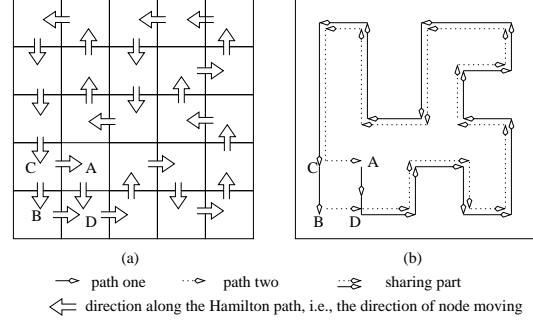 C A C A
B D B D
(a) (b)
path one path two sharing part
direction along the Hamilton path, i.e., the direction of node moving